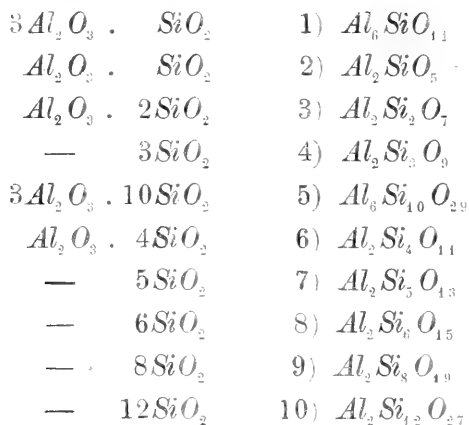 3Al₂O₃ . SiO₂ 1) Al₆SiO₁₁
Al₂O₃ . SiO₂ 2) Al₂SiO₅
Al₂O₃ . 2SiO₂ 3) Al₂Si₂O₇
— 3SiO₂ 4) Al₂Si₃O₉
3Al₂O₃ . 10SiO₂ 5) Al₆Si₁₀O₂₉
Al₂O₃ . 4SiO₂ 6) Al₂Si₄O₁₁
— 5SiO₂ 7) Al₂Si₅O₁₃
— 6SiO₂ 8) Al₂Si₆O₁₅
— 8SiO₂ 9) Al₂Si₈O₁₉
— 12SiO₂ 10) Al₂Si₁₂O₂₇